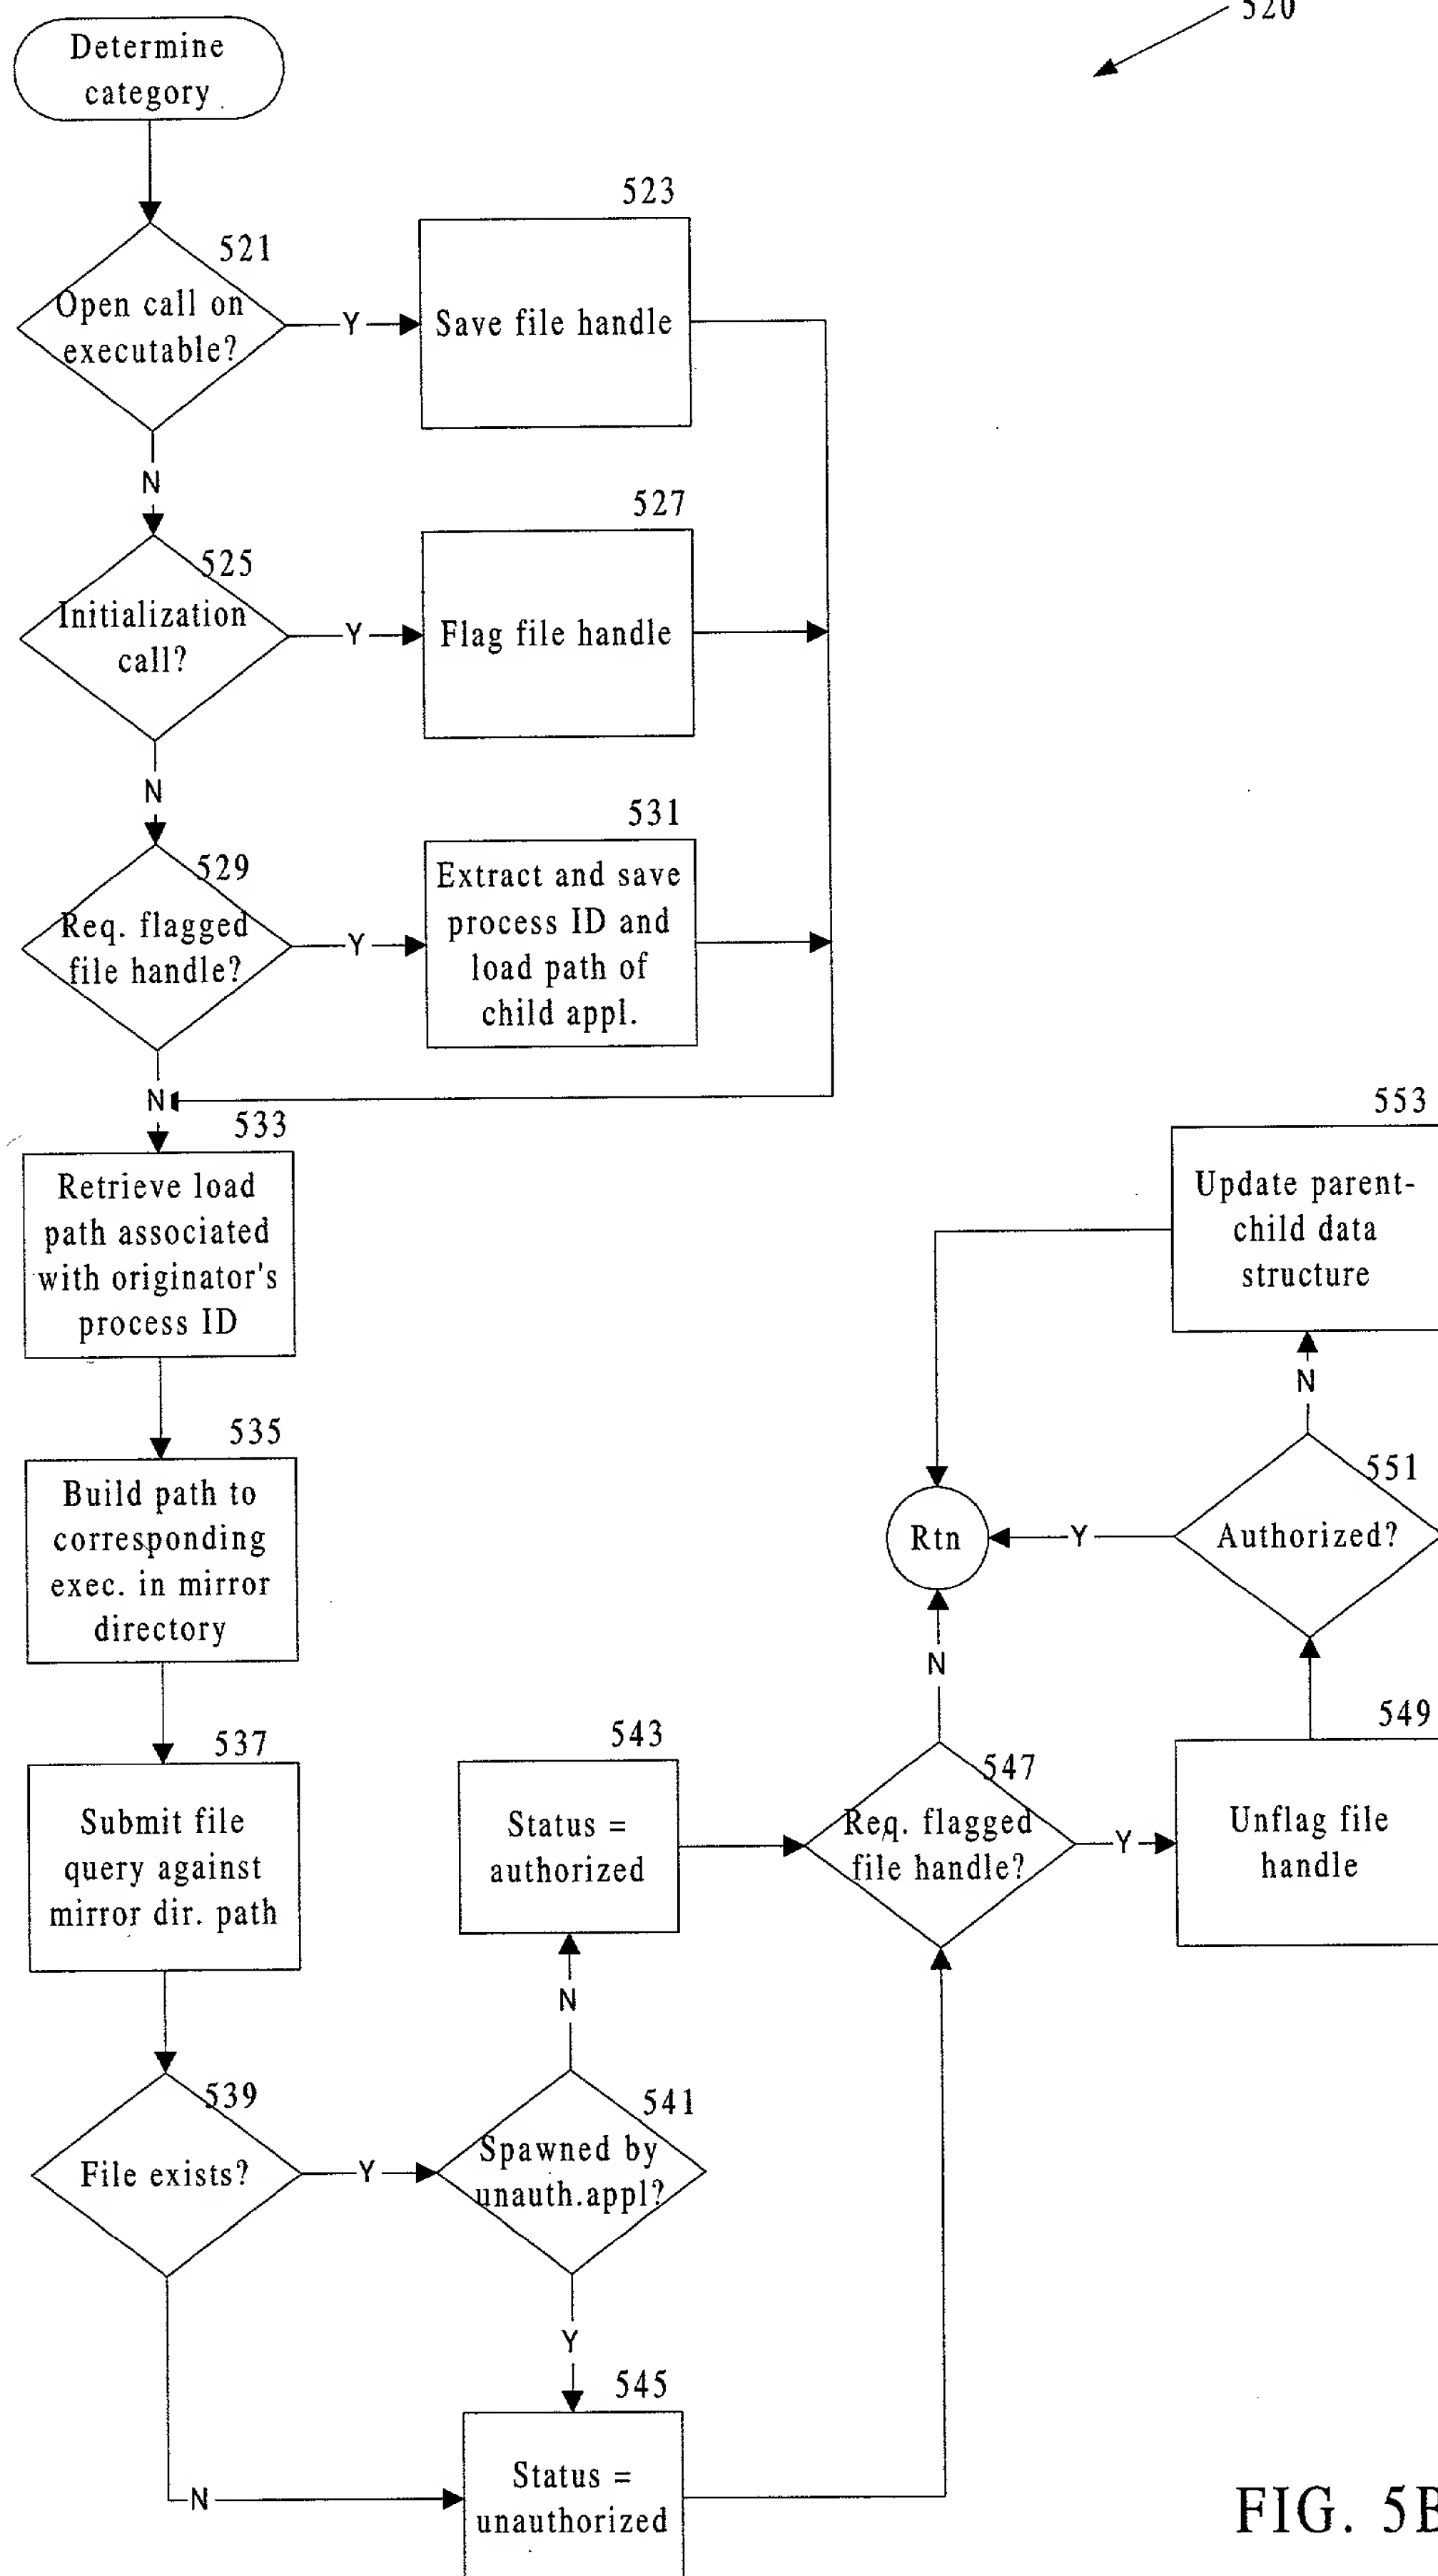 520
Determine
category
521
Open call on
executable?
Y
523
Save file handle
N
525
Initialization
call?
Y
527
Flag file handle
N
529
Req. flagged
file handle?
Y
531
Extract and save
process ID and
load path of
child appl.
N
533
Retrieve load
path associated
with originator's
process ID
535
Build path to
corresponding
exec. in mirror
directory
537
Submit file
query against
mirror dir. path
539
File exists?
Y
N
541
Spawned by
unauth.appl?
N
Y
543
Status =
authorized
545
Status =
unauthorized
547
Req. flagged
file handle?
N
Y
549
Unflag file
handle
551
Authorized?
Y
N
553
Update parent-
child data
structure
Rtn
FIG. 5B